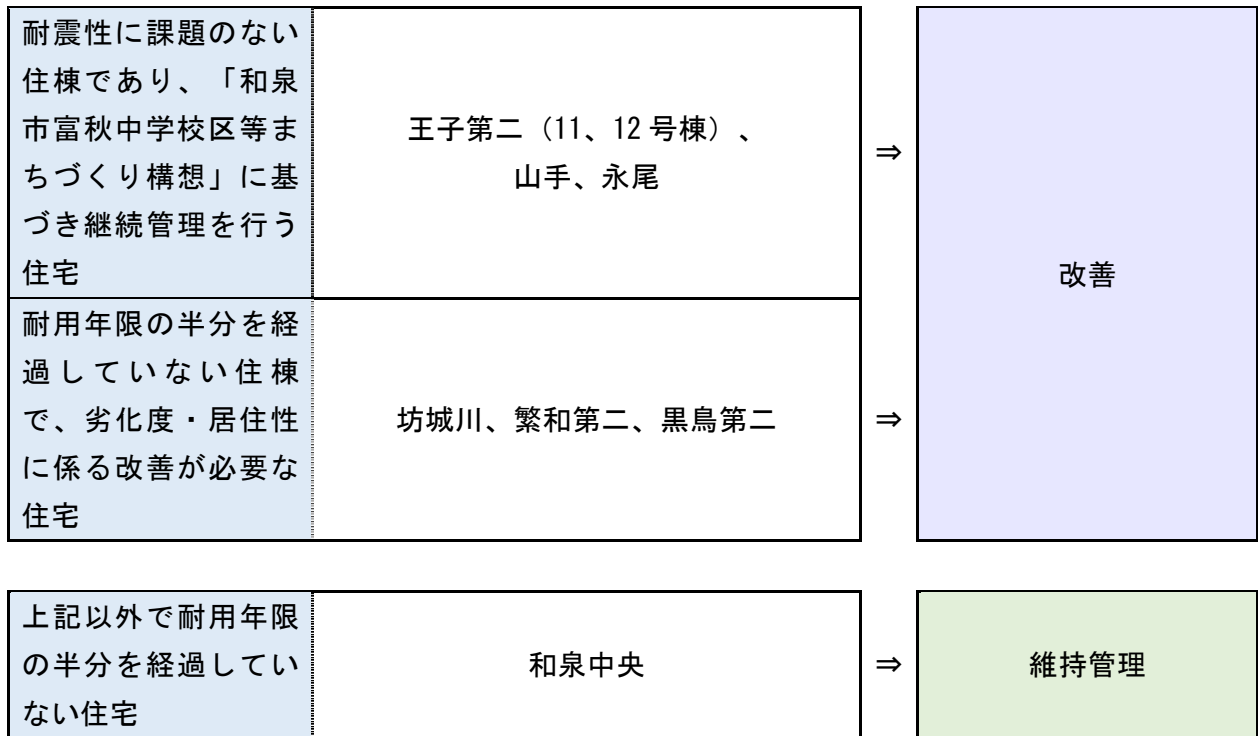 耐震性に課題のない
住棟であり、「和泉
市富秋中学校区等ま
ちづくり構想」に基
づき継続管理を行う
住宅
王子第二（11、12 号棟）、
山手、永尾
⇒
改善
耐用年限の半分を経
過していない住棟
で、劣化度・居住性
に係る改善が必要な
住宅
坊城川、繁和第二、黒鳥第二
⇒
上記以外で耐用年限
の半分を経過してい
ない住宅
和泉中央
⇒
維持管理